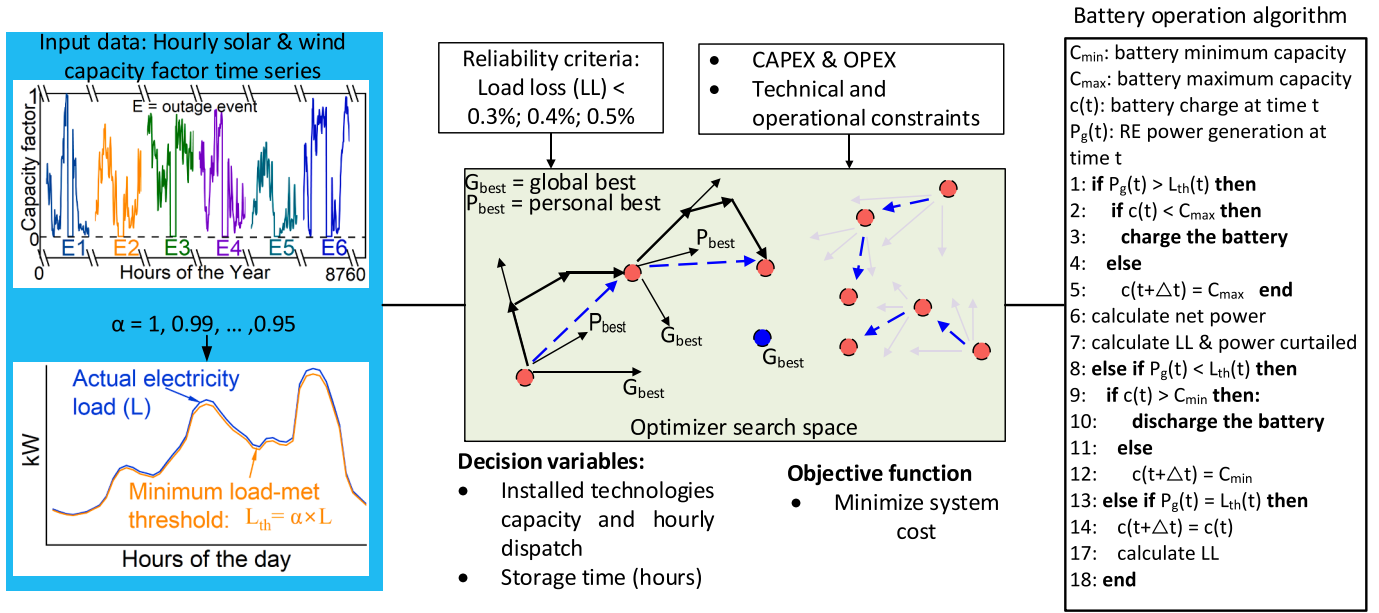 Input data: Hourly solar & wind
capacity factor time series
1
E = outage event
Capacity factor
0
E1
E2
E3
E4
E5
E6
0
Hours of the Year
8760
α = 1, 0.99, ... ,0.95
Actual electricity
load (L)
kW
Minimum load-met
threshold: Lth= α×L
Hours of the day
Reliability criteria:
Load loss (LL) <
0.3%; 0.4%; 0.5%
• CAPEX & OPEX
• Technical and
operational constraints
Gbest = global best
Pbest = personal best
Pbest
Pbest
Gbest
Gbest
Gbest
Optimizer search space
Decision variables:
• Installed technologies
capacity and hourly
dispatch
• Storage time (hours)
Objective function
• Minimize system
cost
Battery operation algorithm
Cmin: battery minimum capacity
Cmax: battery maximum capacity
c(t): battery charge at time t
Pg(t): RE power generation at
time t
1: if Pg(t) > Lth(t) then
2: if c(t) < Cmax then
3: charge the battery
4: else
5: c(t+△t) = Cmax end
6: calculate net power
7: calculate LL & power curtailed
8: else if Pg(t) < Lth(t) then
9: if c(t) > Cmin then:
10: discharge the battery
11: else
12: c(t+△t) = Cmin
13: else if Pg(t) = Lth(t) then
14: c(t+△t) = c(t)
17: calculate LL
18: end